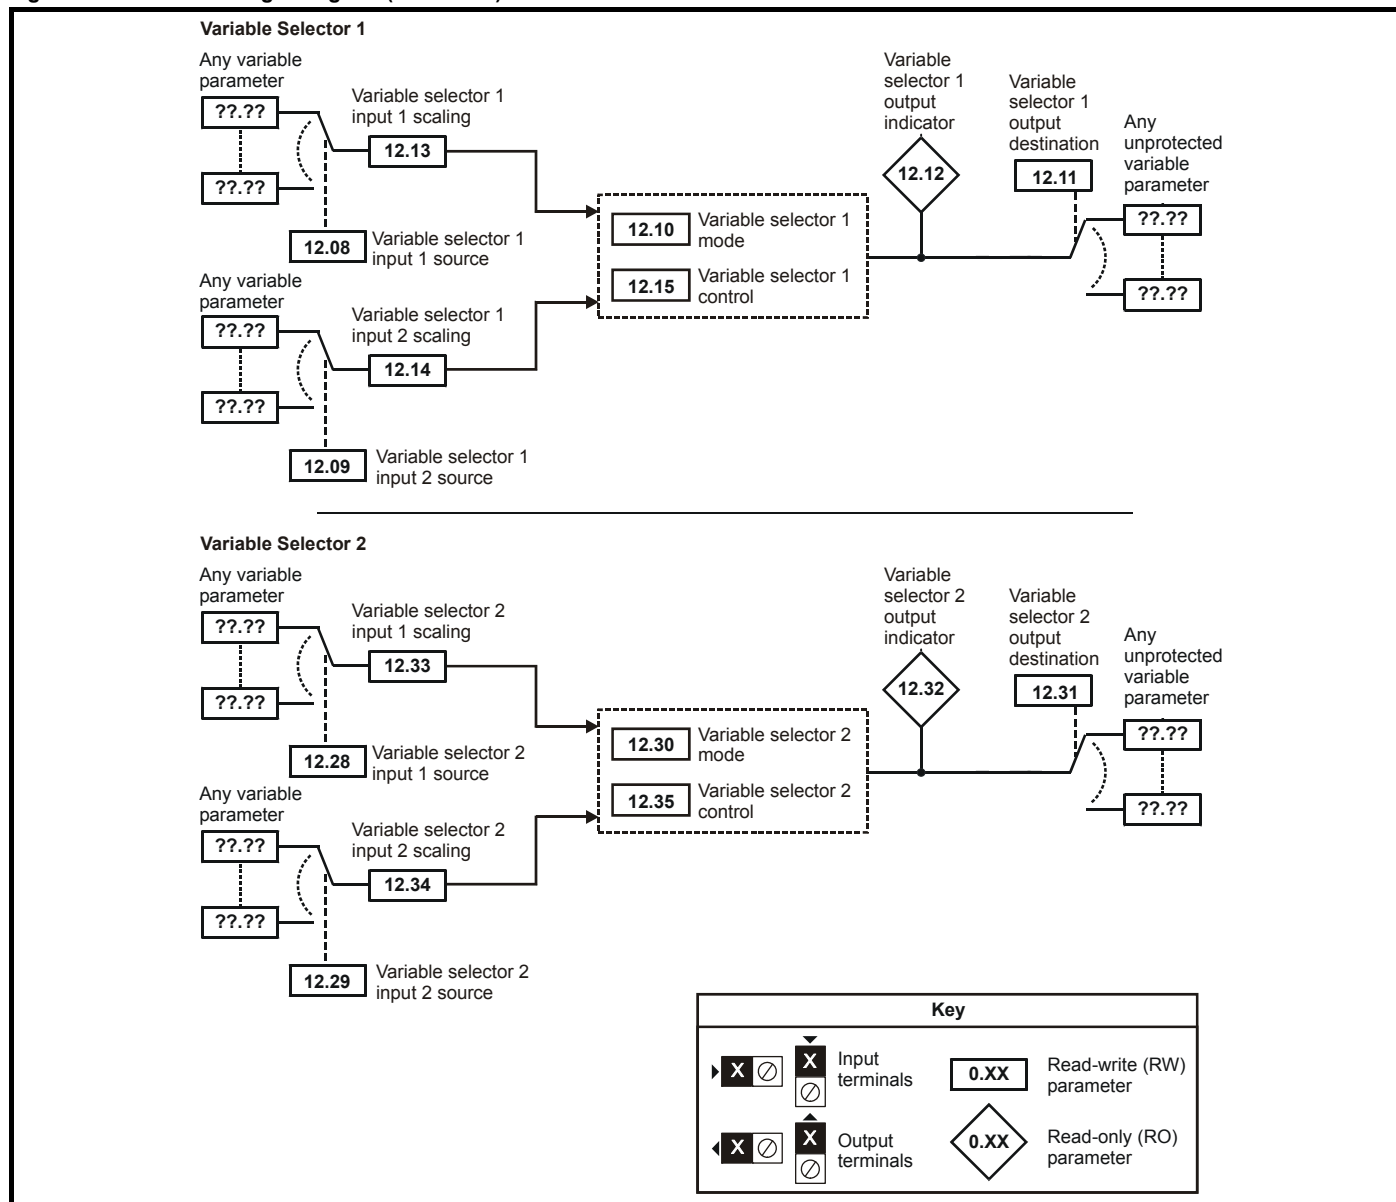 Variable Selector 1
Any variable
parameter
??.??
??.??
Variable selector 1
input 1 scaling
12.13
12.08
Variable selector 1
input 1 source
Any variable
parameter
??.??
??.??
Variable selector 1
input 2 scaling
12.14
12.09
Variable selector 1
input 2 source
12.10
Variable selector 1
mode
12.15
Variable selector 1
control
Variable
selector 1
output
indicator
12.12
Variable
selector 1
output
destination
12.11
Any
unprotected
variable
parameter
??.??
??.??
Variable Selector 2
Any variable
parameter
??.??
??.??
Variable selector 2
input 1 scaling
12.33
12.28
Variable selector 2
input 1 source
Any variable
parameter
??.??
??.??
Variable selector 2
input 2 scaling
12.34
12.29
Variable selector 2
input 2 source
12.30
Variable selector 2
mode
12.35
Variable selector 2
control
Variable
selector 2
output
indicator
12.32
Variable
selector 2
output
destination
12.31
Any
unprotected
variable
parameter
??.??
??.??
Key
X
X
Input
terminals
0.XX
Read-write (RW)
parameter
X
X
Output
terminals
0.XX
Read-only (RO)
parameter